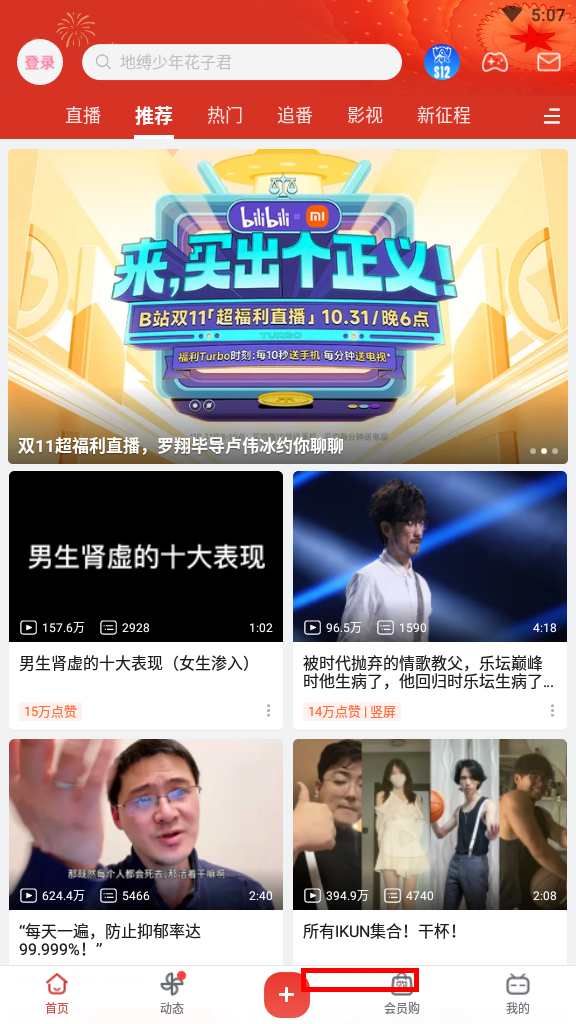 5:07
登录
地缚少年花子君
S12
直播 推荐 热门 追番 影视 新征程
bilibili
来,买出个正义!
B站双11「超福利直播」10.31/晚6点
TURBO
福利Turbo时刻:每10秒送手机 每分钟送电视*
双11超福利直播，罗翔毕导卢伟冰约你聊聊
男生肾虚的十大表现
157.6万 2928 1:02
男生肾虚的十大表现（女生渗入）
15万点赞
96.5万 1590 4:18
被时代抛弃的情歌教父，乐坛巅峰
时他生病了，他回归时乐坛生病了...
14万点赞 | 竖屏
那既然每个人都会死去,那活着干嘛啊
624.4万 5466 2:40
“每天一遍，防止抑郁率达
99.999%！”
394.9万 4740 2:08
所有IKUN集合！干杯！
首页 动态 会员购 我的